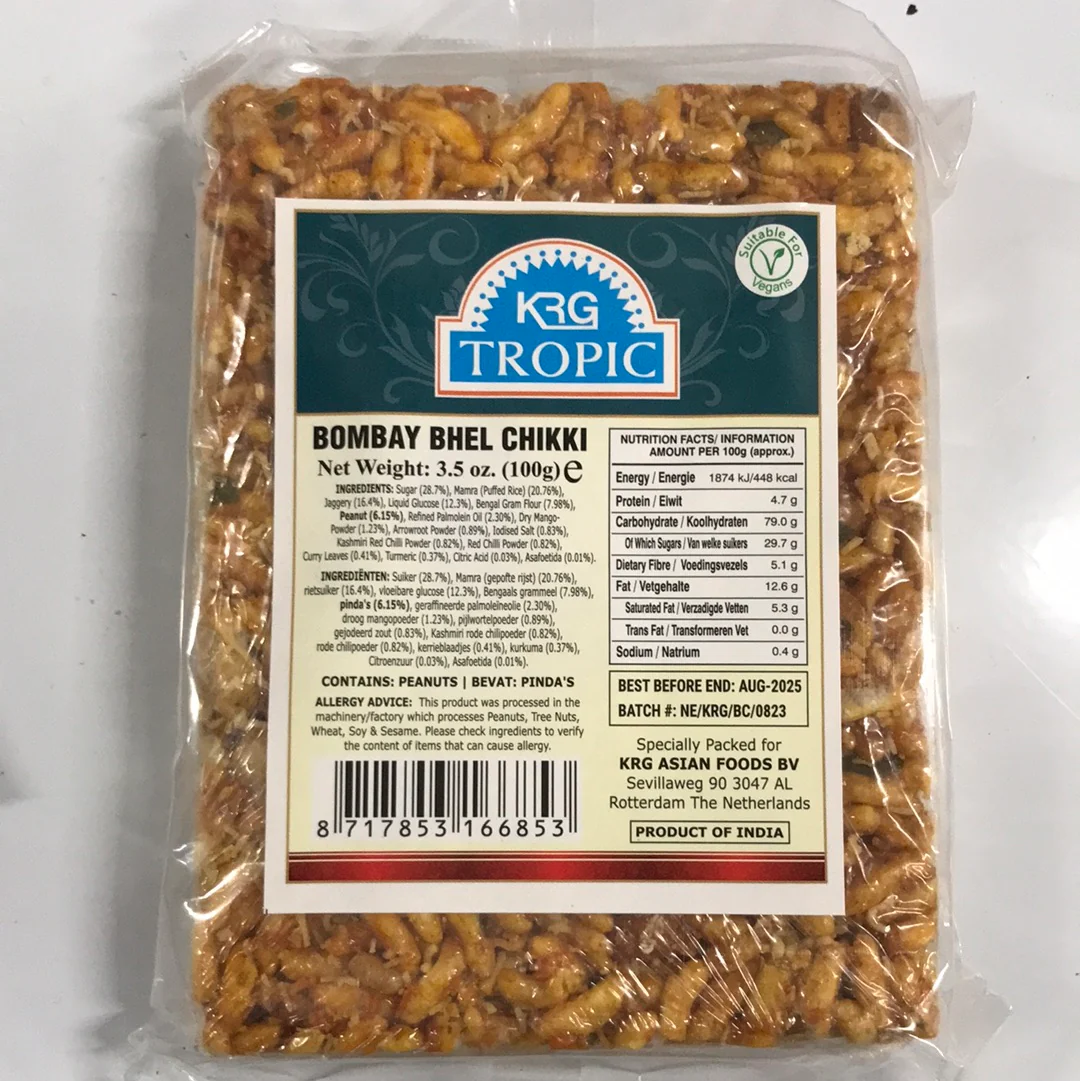 Suitable For
Vegans
KRG
TROPIC
BOMBAY BHEL CHIKKI
Net Weight: 3.5 oz. (100g) e
INGREDIENTS: Sugar (28.7%), Mamra (Puffed Rice) (20.76%),
Jaggery (16.4%), Liquid Glucose (12.3%), Bengal Gram Flour (7.98%),
Peanut (6.15%), Refined Palmolein Oil (2.30%), Dry Mango-
Powder (1.23%), Arrowroot Powder (0.89%), Iodised Salt (0.83%),
Kashmiri Red Chilli Powder (0.82%), Red Chilli Powder (0.82%),
Curry Leaves (0.41%), Turmeric (0.37%), Citric Acid (0.03%), Asafoetida (0.01%).
INGREDIËNTEN: Suiker (28.7%), Mamra (gepofte rijst) (20.76%),
rietsuiker (16.4%), vloeibare glucose (12.3%), Bengaals grammeel (7.98%),
pinda's (6.15%), geraffineerde palmoleïneolie (2.30%),
droog mangopoeder (1.23%), pijlwortelpoeder (0.89%),
gejodeerd zout (0.83%), Kashmiri rode chilipoeder (0.82%),
rode chilipoeder (0.82%), kerrieblaadjes (0.41%), kurkuma (0.37%),
Citroenzuur (0.03%), Asafoetida (0.01%).
CONTAINS: PEANUTS | BEVAT: PINDA'S
ALLERGY ADVICE: This product was processed in the
machinery/factory which processes Peanuts, Tree Nuts,
Wheat, Soy & Sesame. Please check ingredients to verify
the content of items that can cause allergy.
8 717853 166853
NUTRITION FACTS/ INFORMATION
AMOUNT PER 100g (approx.)
Energy / Energie 1874 kJ/448 kcal
Protein / Eiwit 4.7 g
Carbohydrate / Koolhydraten 79.0 g
Of Which Sugars / Van welke suikers 29.7 g
Dietary Fibre / Voedingsvezels 5.1 g
Fat / Vetgehalte 12.6 g
Saturated Fat / Verzadigde Vetten 5.3 g
Trans Fat / Transformeren Vet 0.0 g
Sodium / Natrium 0.4 g
BEST BEFORE END: AUG-2025
BATCH #: NE/KRG/BC/0823
Specially Packed for
KRG ASIAN FOODS BV
Sevillaweg 90 3047 AL
Rotterdam The Netherlands
PRODUCT OF INDIA